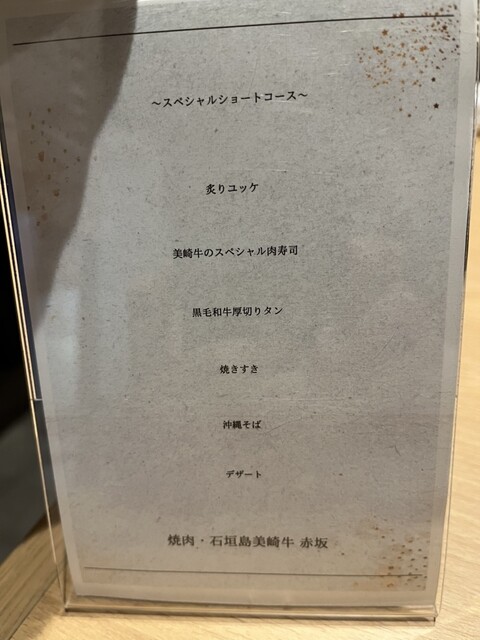 ～スペシャルショートコース～
炙りユッケ
美崎牛のスペシャル肉寿司
黒毛和牛厚切りタン
焼きすき
沖縄そば
デザート
焼肉・石垣島美崎牛 赤坂